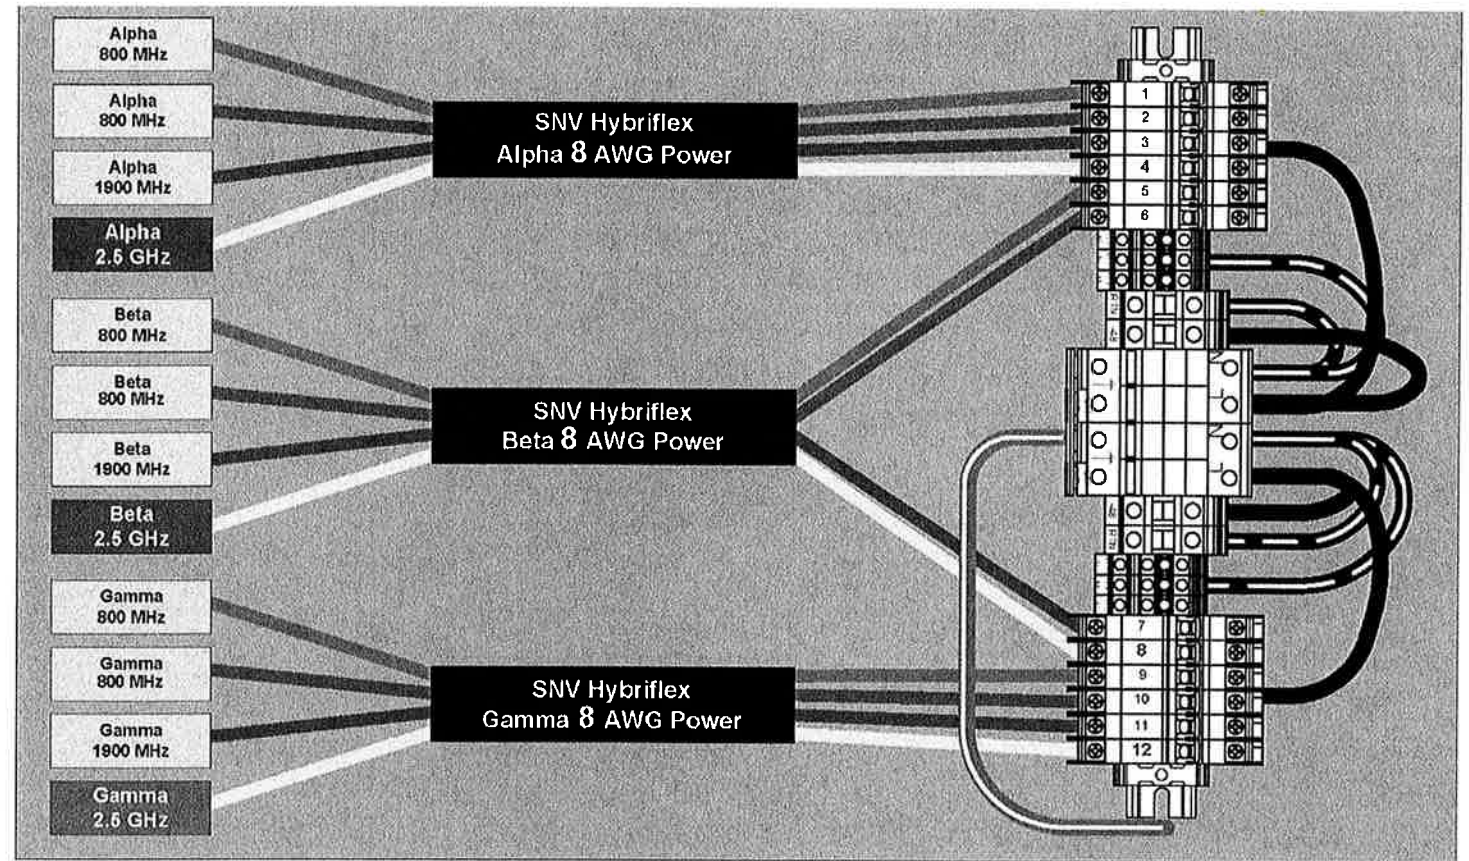 Alpha
800 MHz
Alpha
800 MHz
Alpha
1900 MHz
Alpha
2.5 GHz
SNV Hybriflex
Alpha 8 AWG Power
Beta
800 MHz
Beta
800 MHz
Beta
1900 MHz
Beta
2.5 GHz
SNV Hybriflex
Beta 8 AWG Power
Gamma
800 MHz
Gamma
800 MHz
Gamma
1900 MHz
Gamma
2.5 GHz
SNV Hybriflex
Gamma 8 AWG Power
1
2
3
4
5
6
RTN
7
8
9
10
11
12